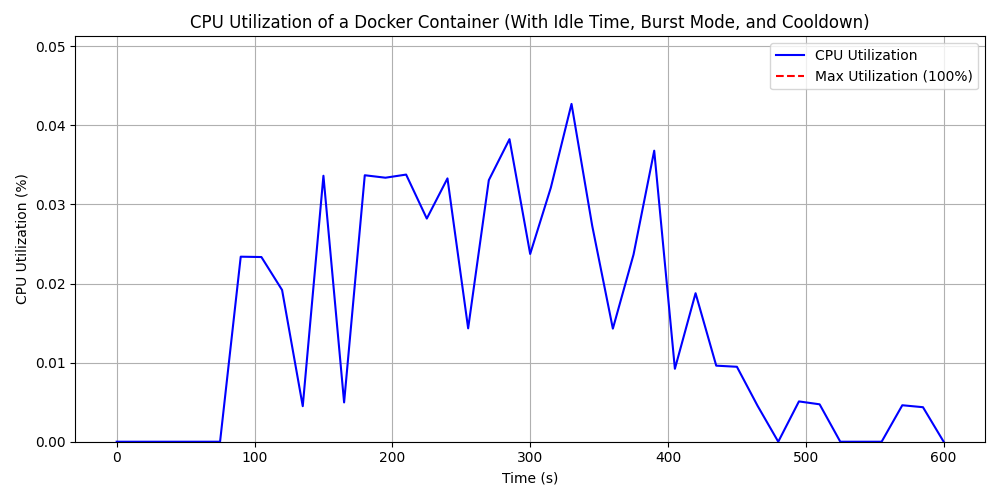 CPU Utilization of a Docker Container (With Idle Time, Burst Mode, and Cooldown)
CPU Utilization
Max Utilization (100%)
CPU Utilization (%)
0.05
0.04
0.03
0.02
0.01
0.00
0 100 200 300 400 500 600
Time (s)